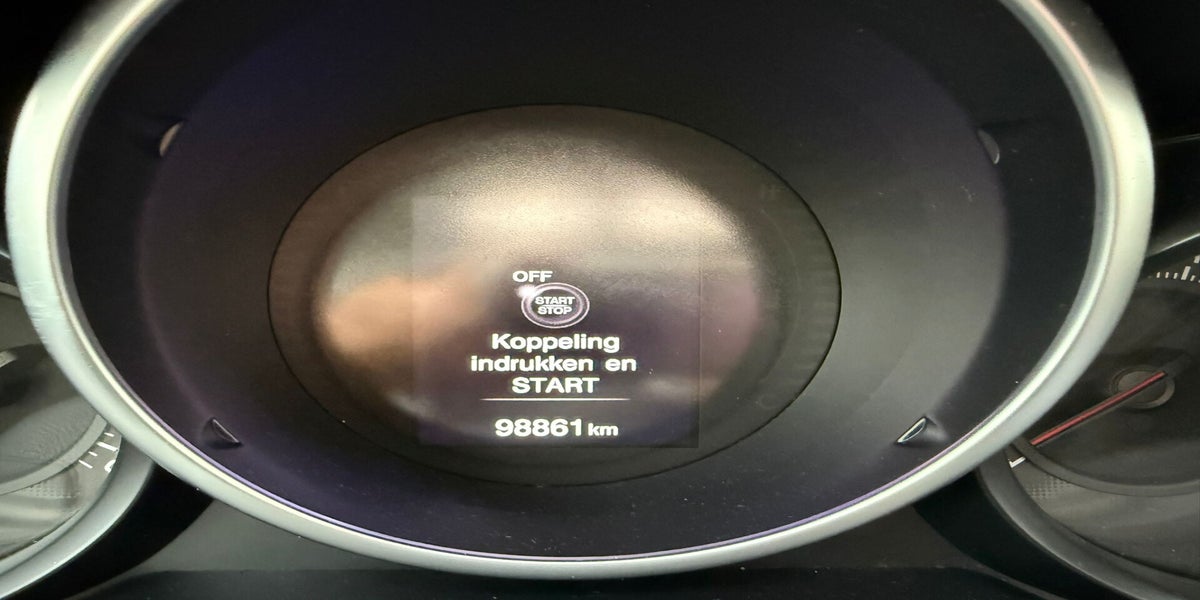 OFF
START
STOP
Koppeling
indrukken en
START
98861 km